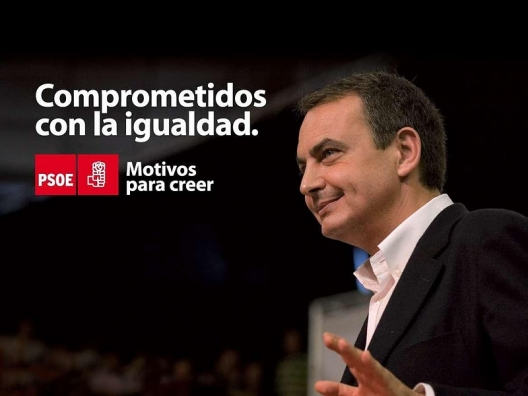 Comprometidos
con la igualdad.
PSOE
Motivos
para creer